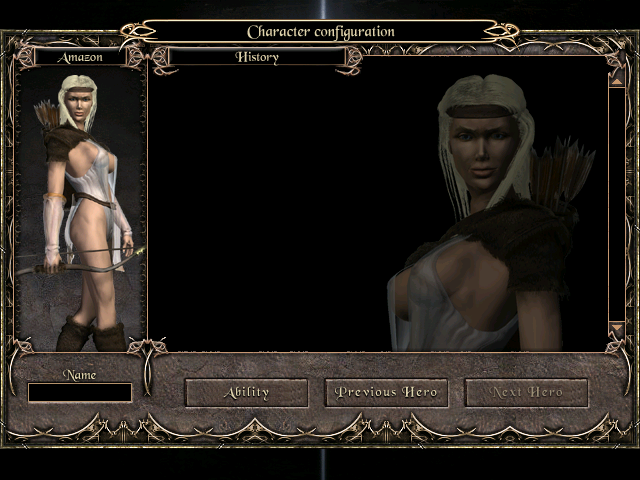 Character configuration
Amazon
History
Name
Ability
Previous Hero
Next Hero